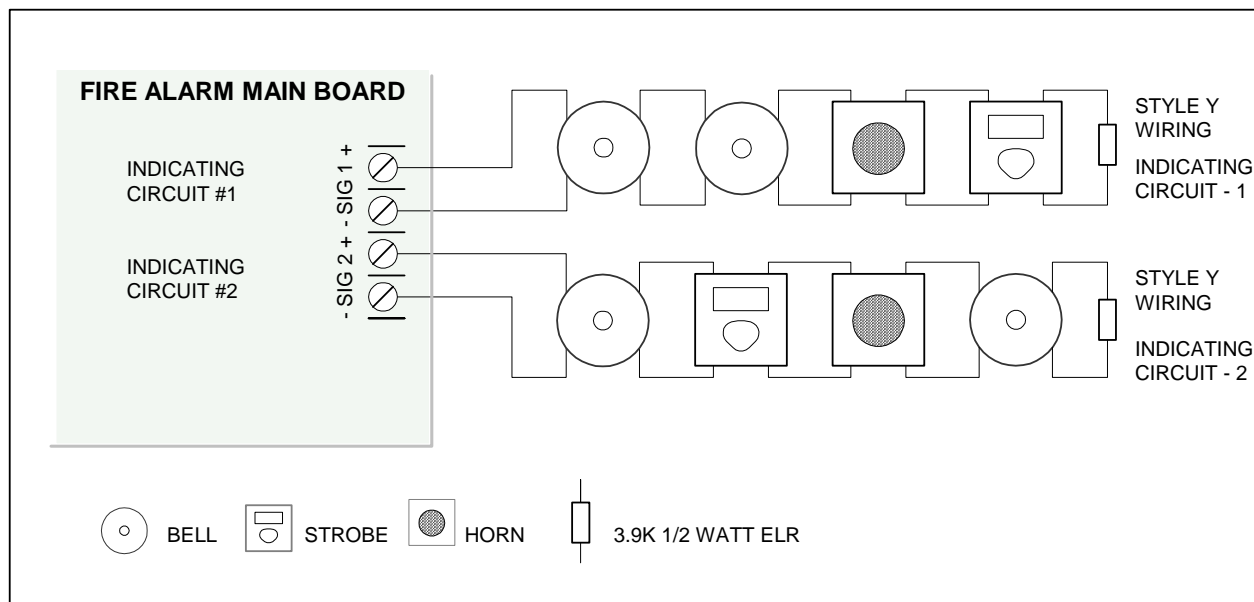 FIRE ALARM MAIN BOARD
INDICATING
CIRCUIT #1
- SIG 1 +
INDICATING
CIRCUIT #2
- SIG 2 +
STYLE Y
WIRING
INDICATING
CIRCUIT - 1
STYLE Y
WIRING
INDICATING
CIRCUIT - 2
BELL
STROBE
HORN
3.9K 1/2 WATT ELR